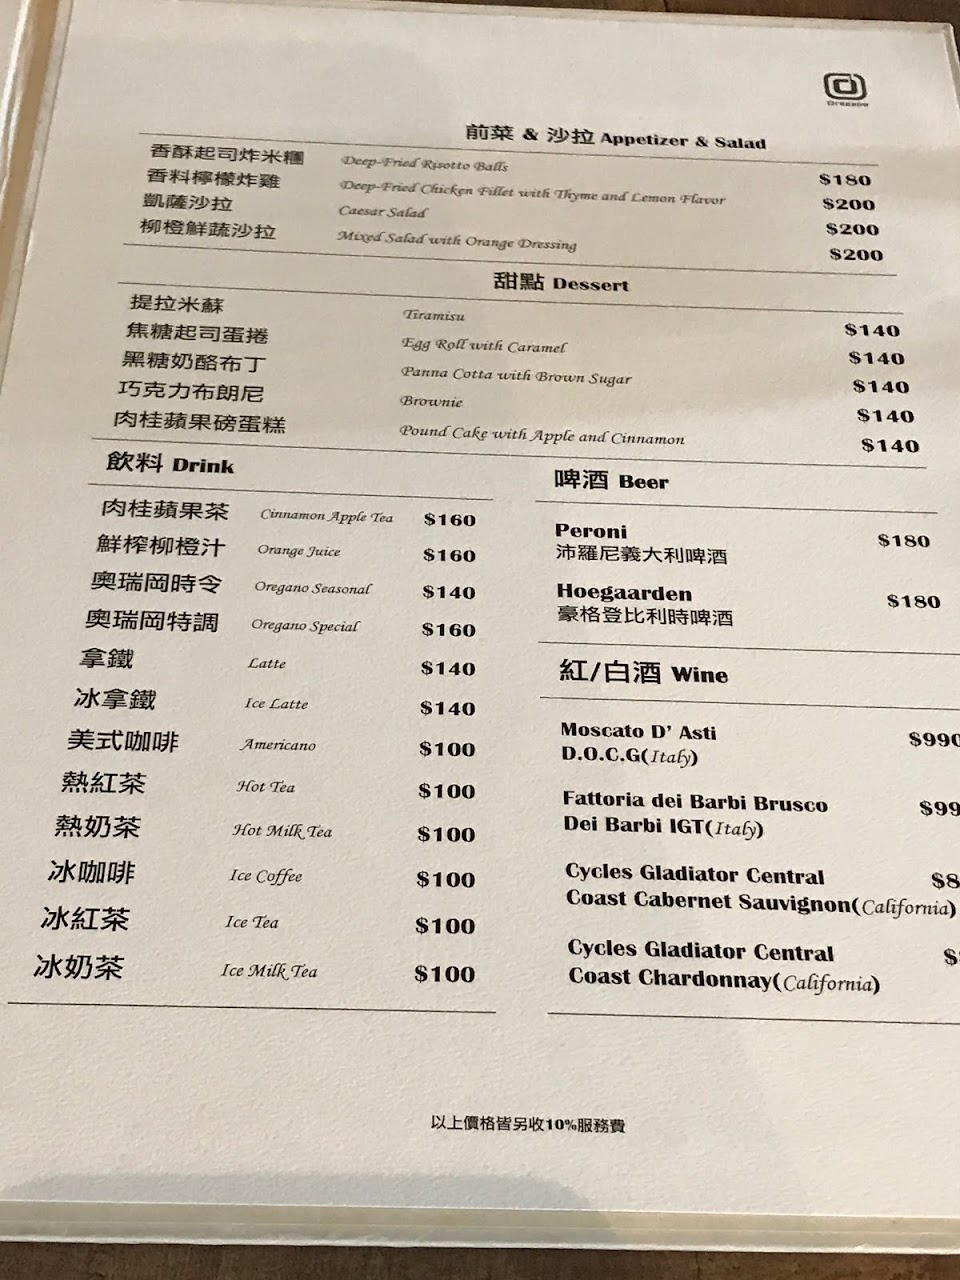 Oregano
前菜 & 沙拉 Appetizer & Salad
香酥起司炸米糰 Deep-Fried Risotto Balls $180
香料檸檬炸雞 Deep-Fried Chicken Fillet with Thyme and Lemon Flavor $200
凱薩沙拉 Caesar Salad $200
柳橙鮮蔬沙拉 Mixed Salad with Orange Dressing $200
甜點 Dessert
提拉米蘇 Tiramisu $140
焦糖起司蛋捲 Egg Roll with Caramel $140
黑糖奶酪布丁 Panna Cotta with Brown Sugar $140
巧克力布朗尼 Brownie $140
肉桂蘋果磅蛋糕 Pound Cake with Apple and Cinnamon $140
飲料 Drink
肉桂蘋果茶 Cinnamon Apple Tea $160
鮮榨柳橙汁 Orange Juice $160
奧瑞岡時令 Oregano Seasonal $140
奧瑞岡特調 Oregano Special $160
拿鐵 Latte $140
冰拿鐵 Ice Latte $140
美式咖啡 Americano $100
熱紅茶 Hot Tea $100
熱奶茶 Hot Milk Tea $100
冰咖啡 Ice Coffee $100
冰紅茶 Ice Tea $100
冰奶茶 Ice Milk Tea $100
啤酒 Beer
Peroni $180
沛羅尼義大利啤酒
Hoegaarden $180
豪格登比利時啤酒
紅/白酒 Wine
Moscato D' Asti $990
D.O.C.G(Italy)
Fattoria dei Barbi Brusco $99
Dei Barbi IGT(Italy)
Cycles Gladiator Central $8
Coast Cabernet Sauvignon(California)
Cycles Gladiator Central $
Coast Chardonnay(California)
以上價格皆另收10%服務費